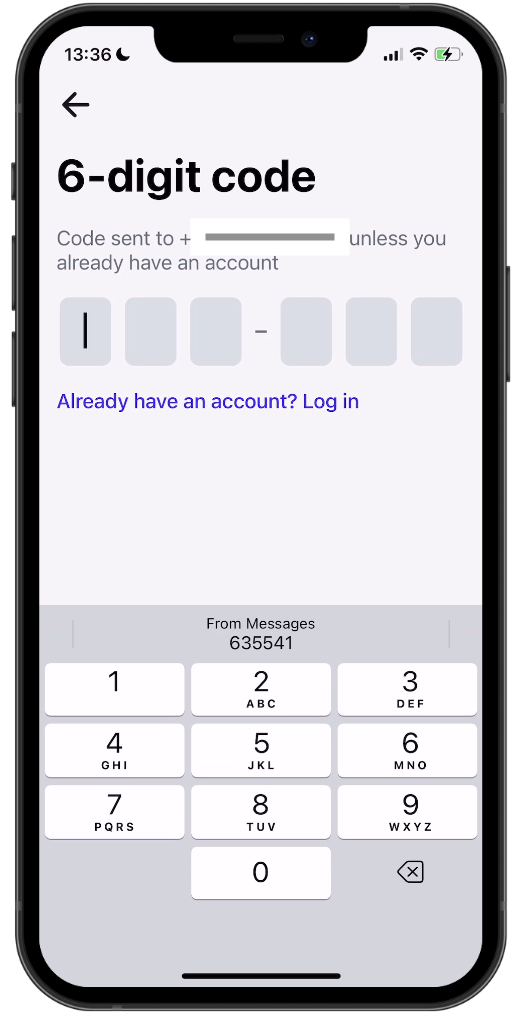 13:36
6-digit code
Code sent to + unless you
already have an account
–
Already have an account? Log in
From Messages
635541
1 2 3
ABC DEF
4 5 6
GHI JKL MNO
7 8 9
PQRS TUV WXYZ
0